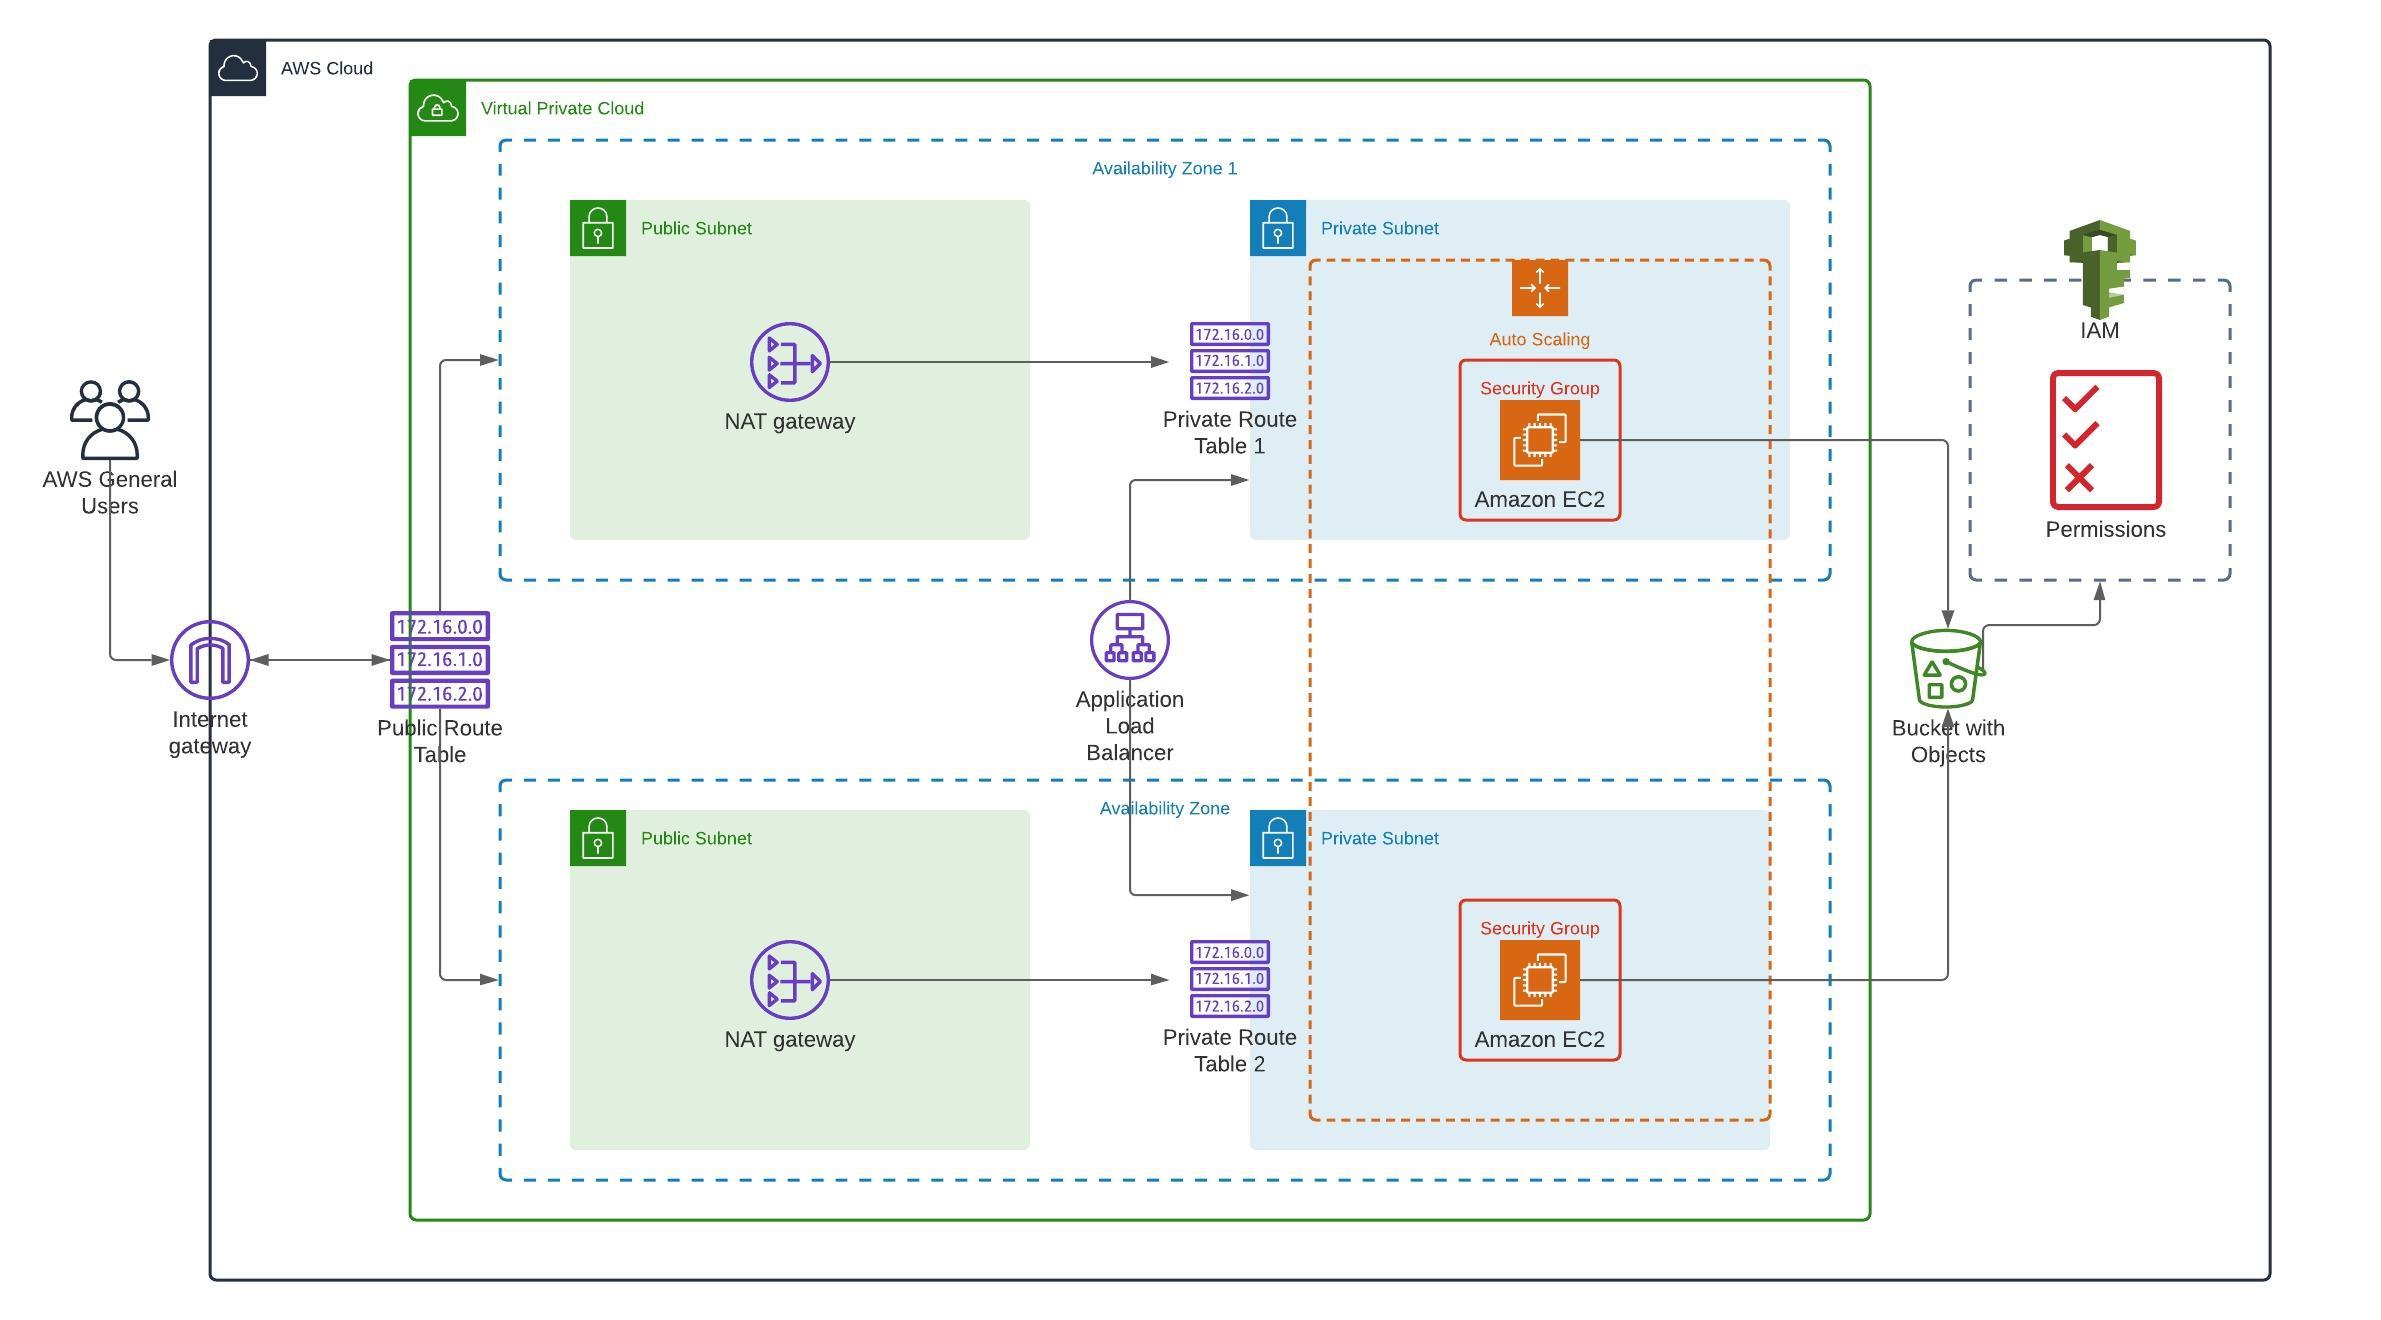 AWS Cloud
Virtual Private Cloud
Availability Zone 1
Public Subnet
Private Subnet
Auto Scaling
172.16.0.0
172.16.1.0
172.16.2.0
Private Route
Table 1
NAT gateway
Security Group
Amazon EC2
IAM
Permissions
AWS General
Users
Internet
gateway
172.16.0.0
172.16.1.0
172.16.2.0
Public Route
Table
Application
Load
Balancer
Bucket with
Objects
Availability Zone
Public Subnet
Private Subnet
NAT gateway
172.16.0.0
172.16.1.0
172.16.2.0
Private Route
Table 2
Security Group
Amazon EC2